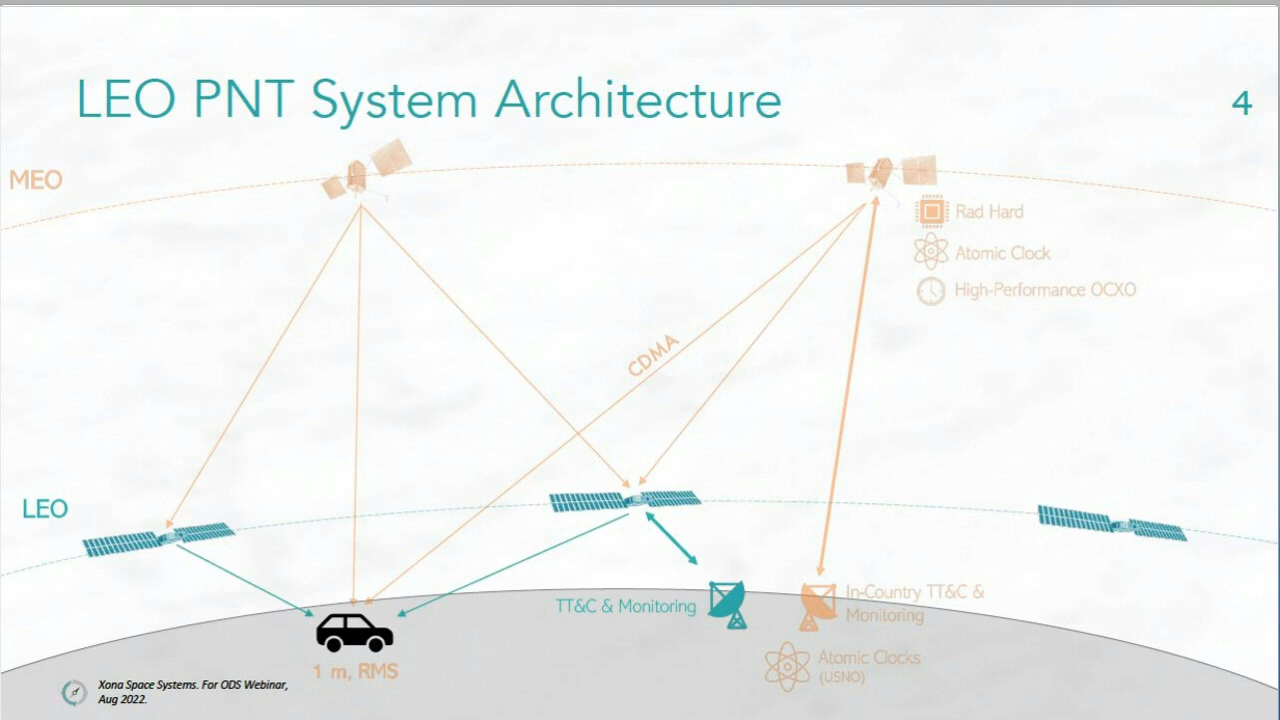 LEO PNT System Architecture
4
MEO
Rad Hard
Atomic Clock
High-Performance OCXO
CDMA
LEO
TT&C & Monitoring
In-Country TT&C &
Monitoring
1 m, RMS
Atomic Clocks
(USNO)
Xona Space Systems. For ODS Webinar,
Aug 2022.